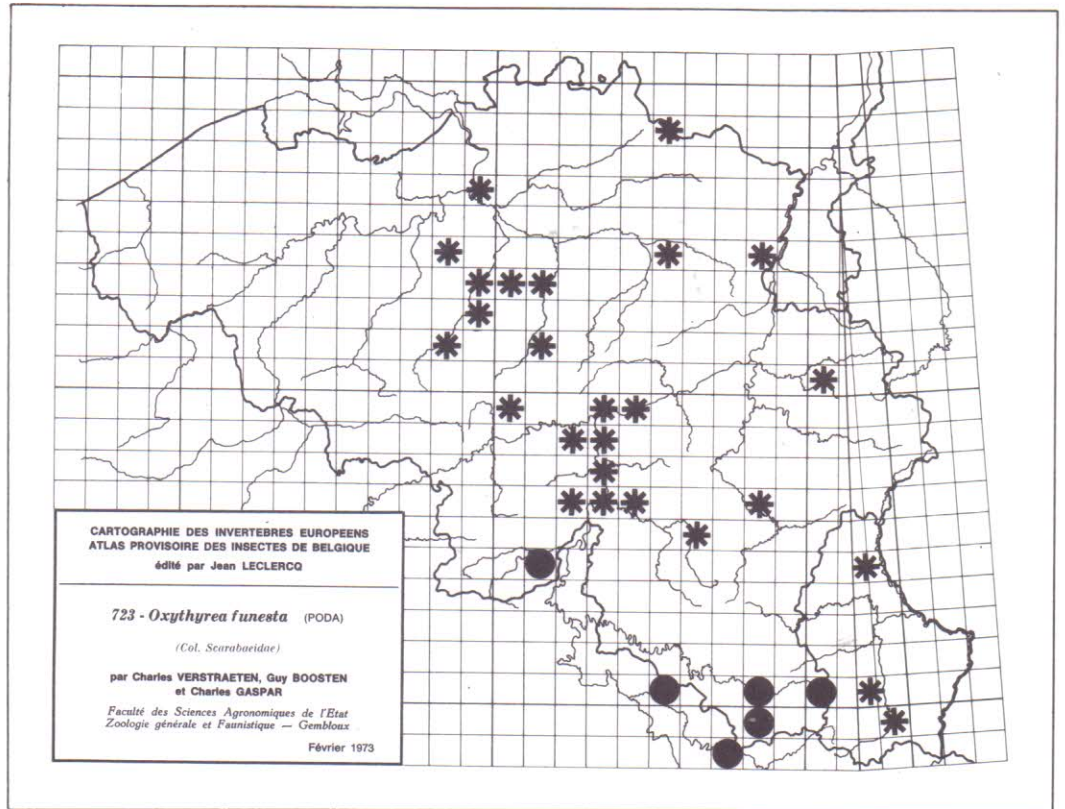 CARTOGRAPHIE DES INVERTEBRES EUROPEENS
ATLAS PROVISOIRE DES INSECTES DE BELGIQUE
édité par Jean LECLERCQ
723 - Oxythyrea funesta (PODA)
(Col. Scarabaeidae)
par Charles VERSTRAETEN, Guy BOOSTEN
et Charles GASPAR
Faculté des Sciences Agronomiques de l'Etat
Zoologie générale et Faunistique — Gembloux
Février 1973